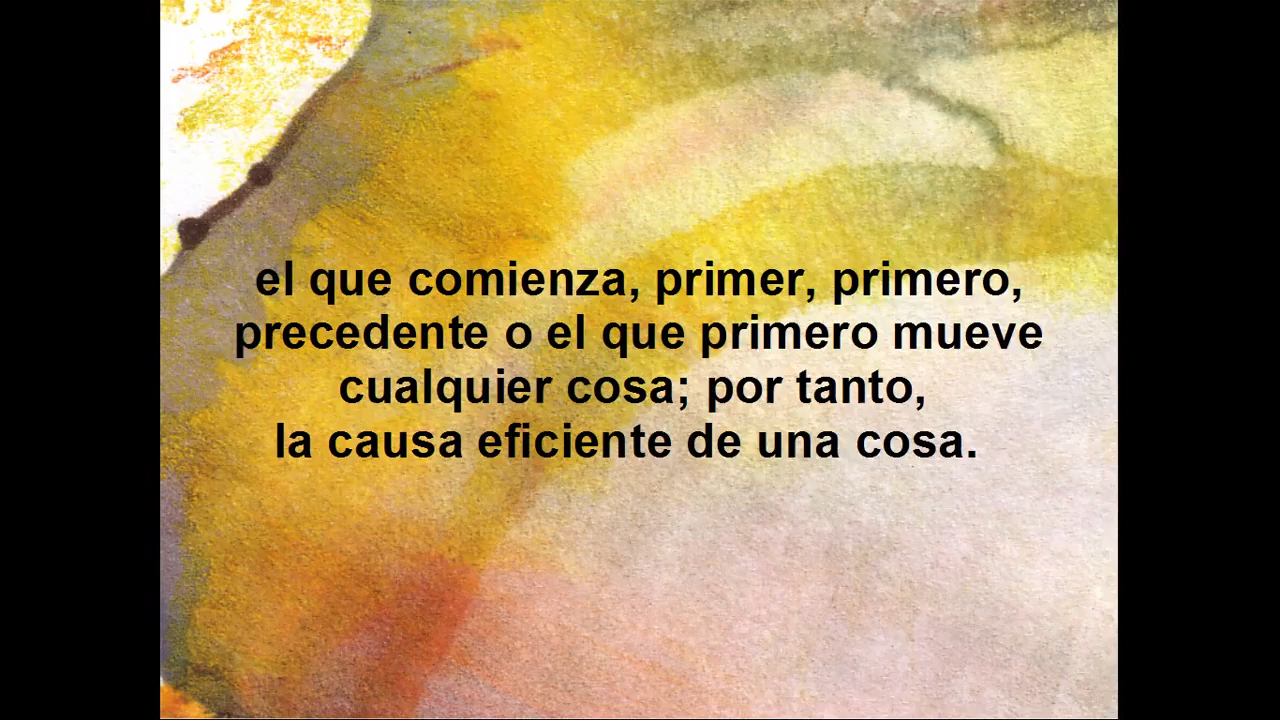 el que comienza, primer, primero,
precedente o el que primero mueve
cualquier cosa; por tanto,
la causa eficiente de una cosa.